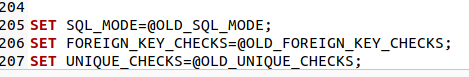 204
205 SET SQL_MODE=@OLD_SQL_MODE;
206 SET FOREIGN_KEY_CHECKS=@OLD_FOREIGN_KEY_CHECKS;
207 SET UNIQUE_CHECKS=@OLD_UNIQUE_CHECKS;